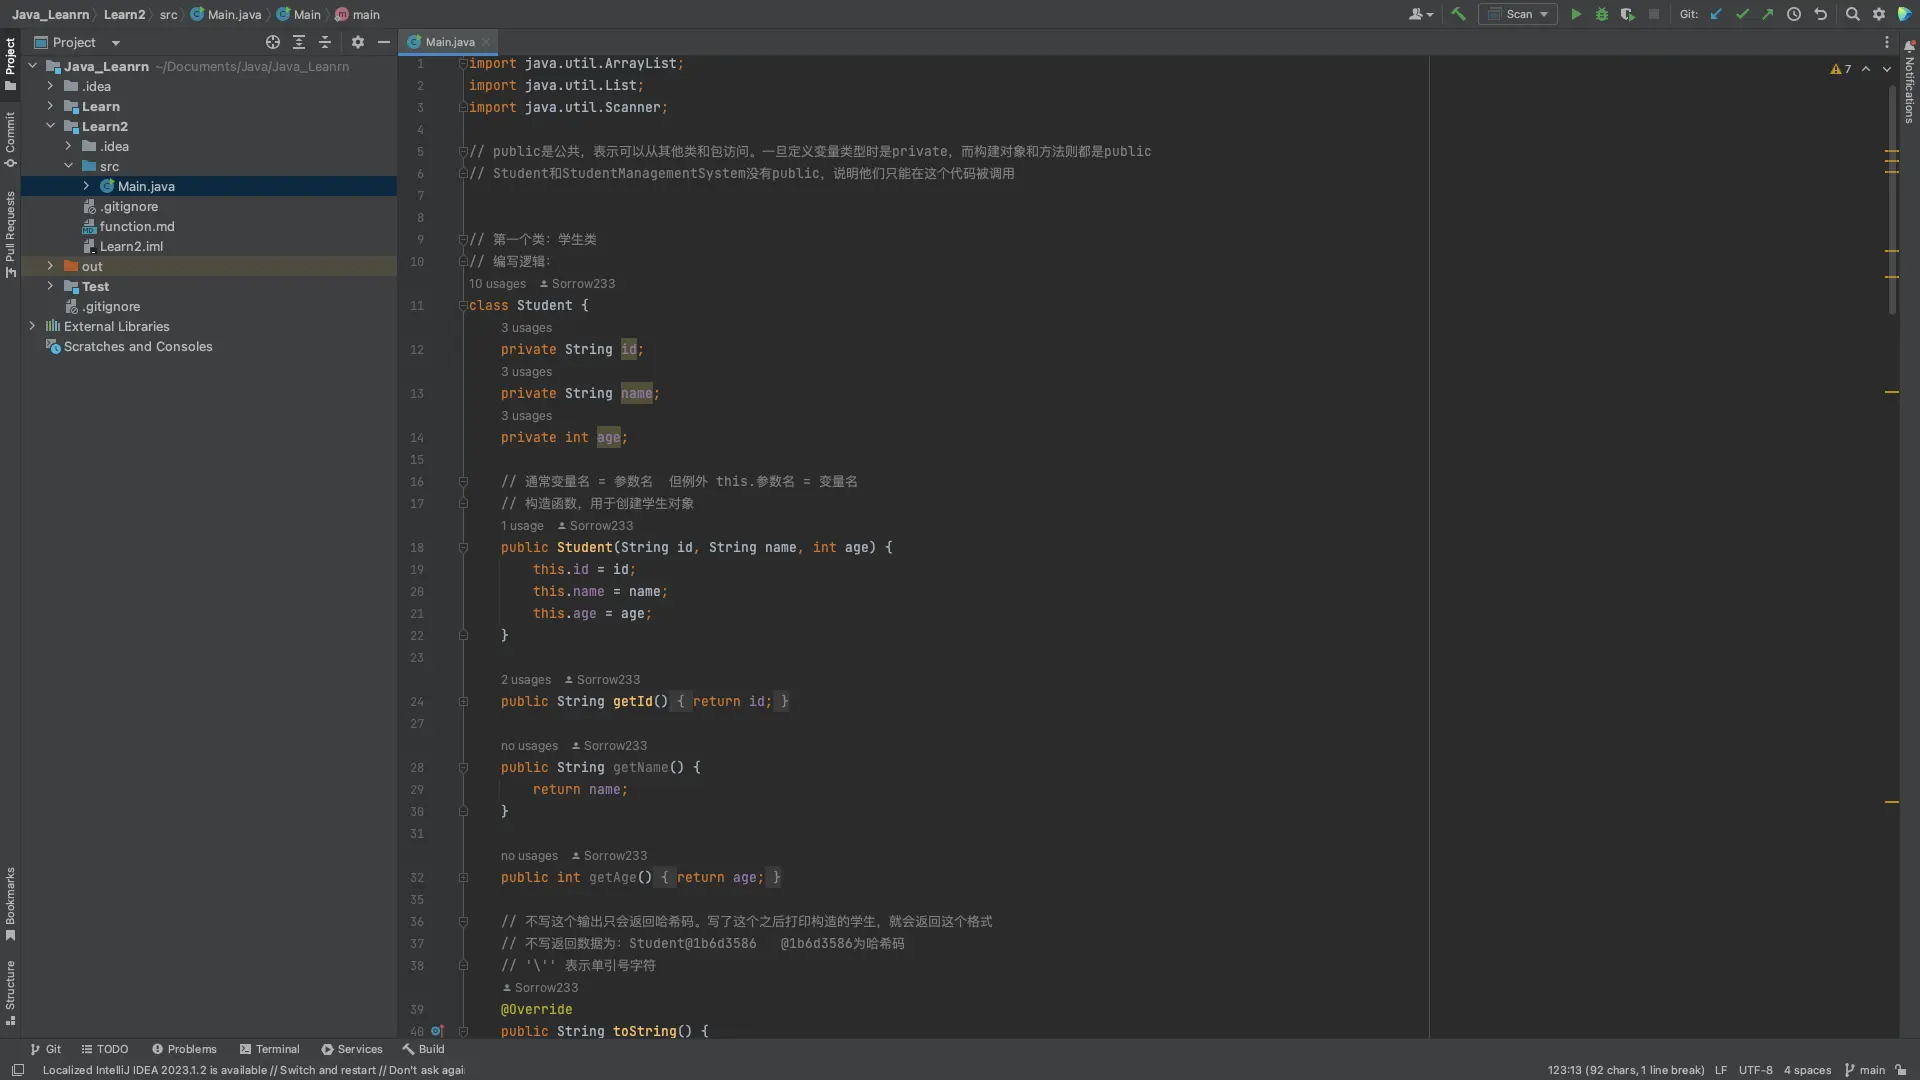 Java_Leanrn Learn2 src Main.java Main main
Scan Git:
Project
Main.java
Java_Leanrn ~/Documents/Java/Java_Leanrn
.idea
Learn
Learn2
.idea
src
Main.java
.gitignore
function.md
Learn2.iml
out
Test
.gitignore
External Libraries
Scratches and Consoles
Project
Commit
Pull Requests
Bookmarks
Structure
1 import java.util.ArrayList;
2 import java.util.List;
3 import java.util.Scanner;
4
5 // public是公共，表示可以从其他类和包访问。一旦定义变量类型时是private，而构建对象和方法则都是public
6 // Student和StudentManagementSystem没有public，说明他们只能在这个代码被调用
7
8
9 // 第一个类：学生类
10 // 编写逻辑：
10 usages Sorrow233
11 class Student {
3 usages
12 private String id;
3 usages
13 private String name;
3 usages
14 private int age;
15
16 // 通常变量名 = 参数名  但例外 this.参数名 = 变量名
17 // 构造函数，用于创建学生对象
1 usage Sorrow233
18 public Student(String id, String name, int age) {
19 this.id = id;
20 this.name = name;
21 this.age = age;
22 }
23
2 usages Sorrow233
24 public String getId() { return id; }
27
no usages Sorrow233
28 public String getName() {
29 return name;
30 }
31
no usages Sorrow233
32 public int getAge() { return age; }
35
36 // 不写这个输出只会返回哈希码。写了这个之后打印构造的学生，就会返回这个格式
37 // 不写返回数据为：Student@1b6d3586   @1b6d3586为哈希码
38 // '\'' 表示单引号字符
Sorrow233
39 @Override
40 public String toString() {
7
Notifications
Git TODO Problems Terminal Services Build
Localized IntelliJ IDEA 2023.1.2 is available // Switch and restart // Don't ask agai
123:13 (92 chars, 1 line break) LF UTF-8 4 spaces main